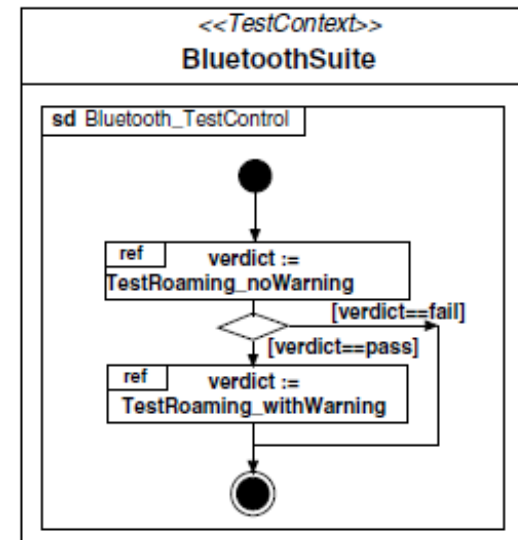 <<TestContext>>
BluetoothSuite
sd Bluetooth_TestControl
ref
verdict :=
TestRoaming_noWarning
[verdict==fail]
[verdict==pass]
ref
verdict :=
TestRoaming_withWarning